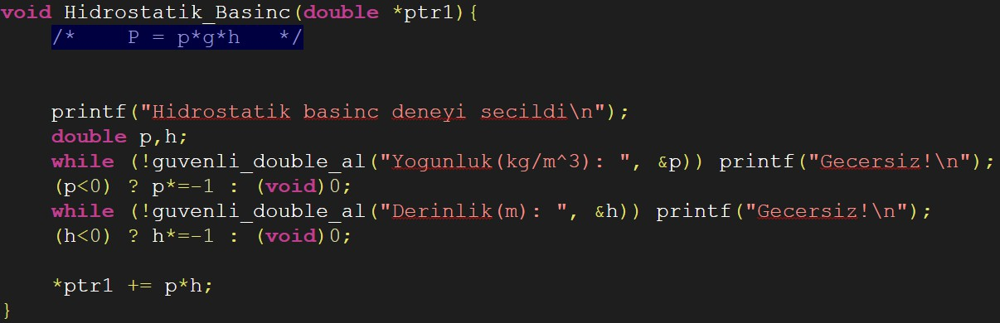 void Hidrostatik_Basinc(double *ptr1){
/*     P = p*g*h   */
printf("Hidrostatik basinc deneyi secildi\n");
double p,h;
while (!guvenli_double_al("Yogunluk(kg/m^3): ", &p)) printf("Gecersiz!\n");
(p<0) ? p*=-1 : (void)0;
while (!guvenli_double_al("Derinlik(m): ", &h)) printf("Gecersiz!\n");
(h<0) ? h*=-1 : (void)0;
*ptr1 += p*h;
}